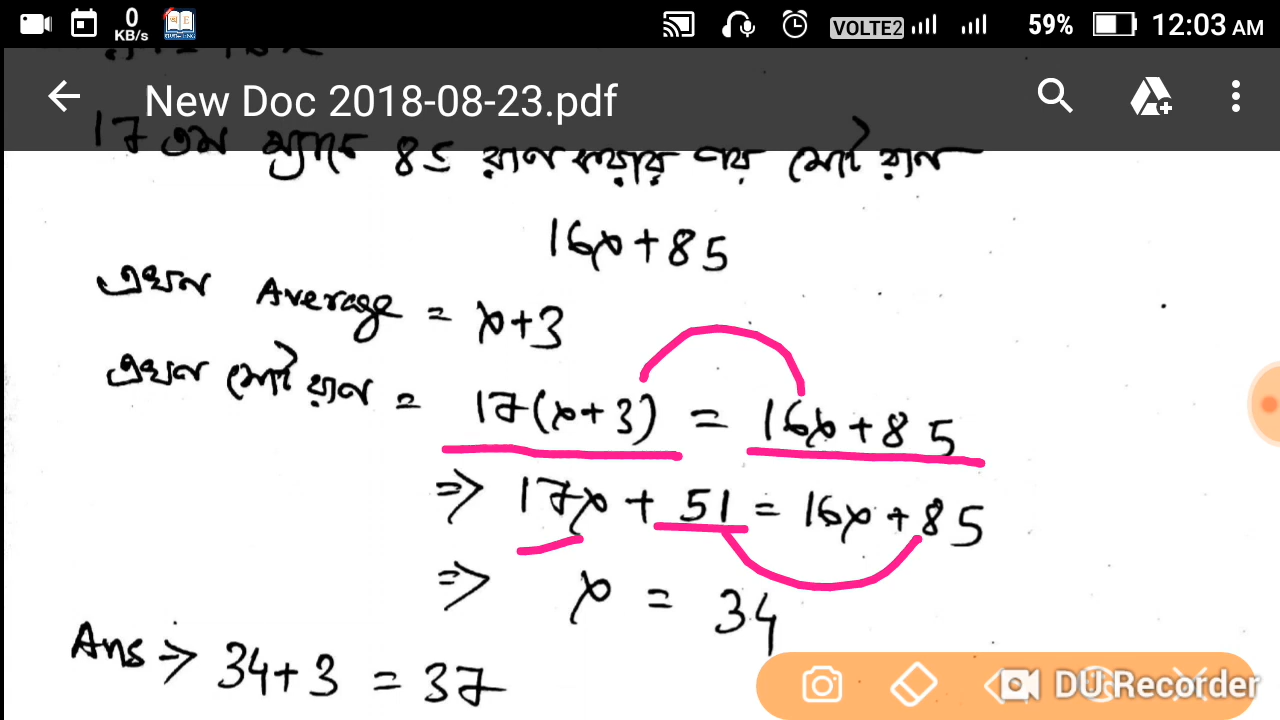 0 KB/s VOLTE2 59% 12:03 AM
New Doc 2018-08-23.pdf
17 তম ম্যাচে 85 রান করার পর মোট রান
16x+85
এখন Average = x+3
এখন মোট রান = 17(x+3) = 16x+85
=> 17x + 51 = 16x+85
=> x = 34
Ans => 34+3 = 37
DU Recorder